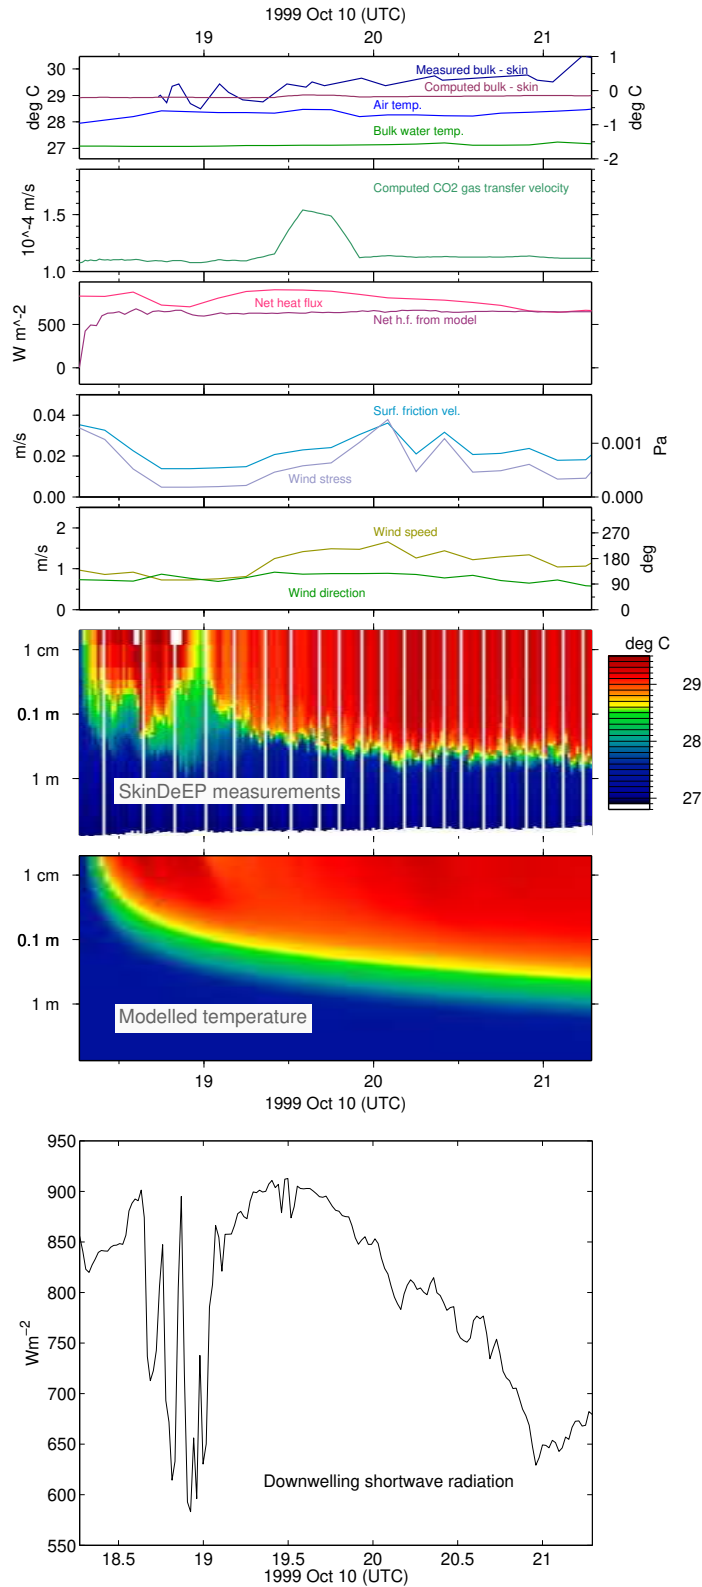 1999 Oct 10 (UTC)
19 20 21
30
29
28
27
deg C
Measured bulk - skin
Computed bulk - skin
Air temp.
Bulk water temp.
1
0
-1
-2
deg C
1.5
1.0
10^-4 m/s
Computed CO2 gas transfer velocity
500
0
W m^-2
Net heat flux
Net h.f. from model
0.04
0.02
0.00
m/s
Surf. friction vel.
Wind stress
0.001
0.000
Pa
2
1
0
m/s
Wind speed
Wind direction
270
180
90
0
deg
1 cm
0.1 m
1 m
SkinDeEP measurements
deg C
29
28
27
1 cm
0.1 m
1 m
Modelled temperature
19 20 21
1999 Oct 10 (UTC)
950
900
850
800
750
700
650
600
550
Wm−2
Downwelling shortwave radiation
18.5 19 19.5 20 20.5 21
1999 Oct 10 (UTC)